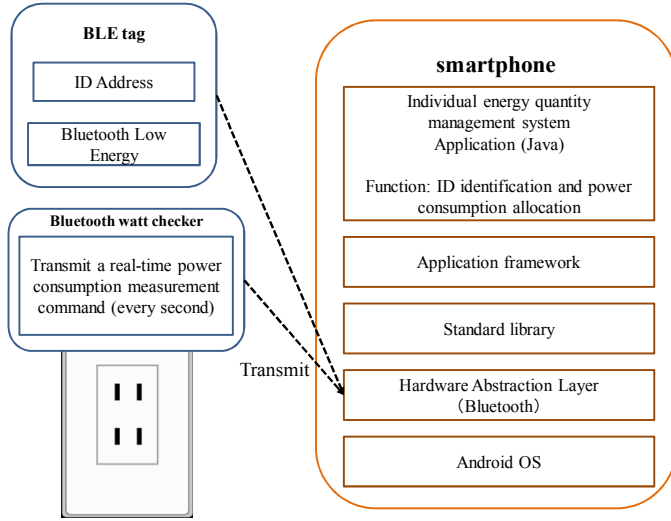 BLE tag
ID Address
Bluetooth Low
Energy
Bluetooth watt checker
Transmit a real-time power
consumption measurement
command (every second)
Transmit
smartphone
Individual energy quantity
management system
Application (Java)
Function: ID identification and power
consumption allocation
Application framework
Standard library
Hardware Abstraction Layer
（Bluetooth）
Android OS